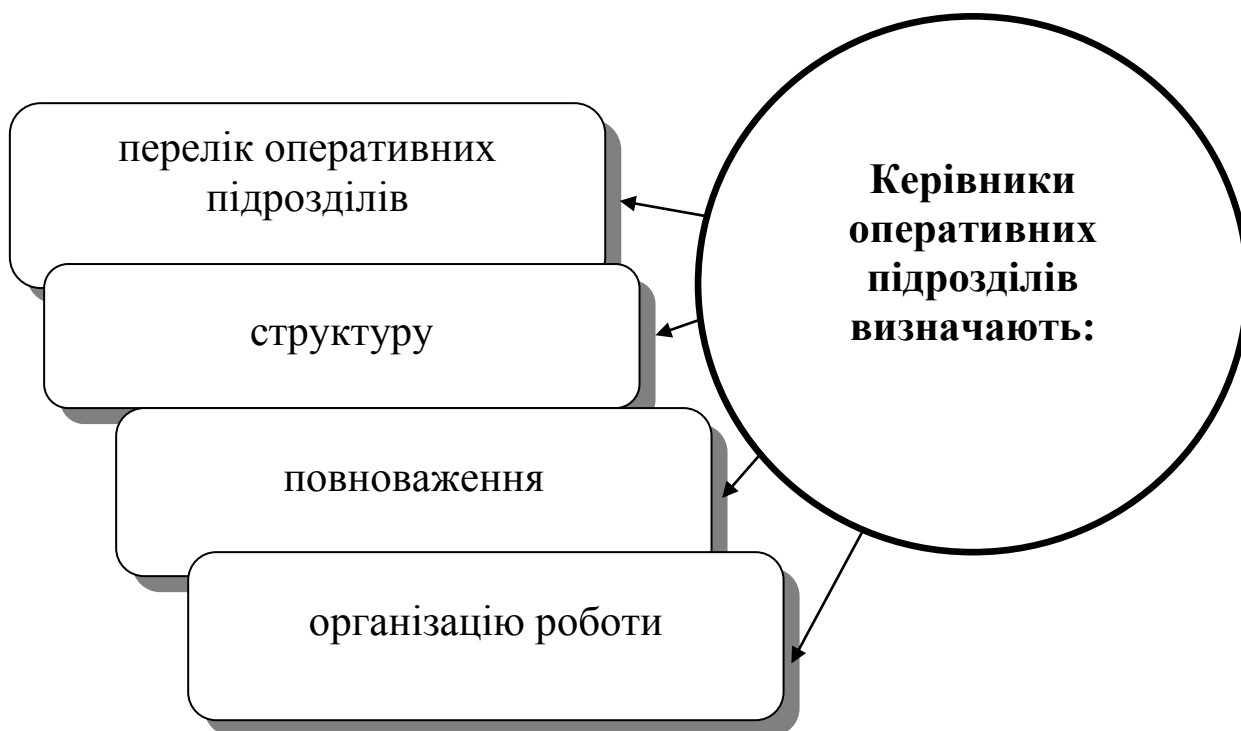 Керівники
оперативних
підрозділів
визначають:
перелік оперативних
підрозділів
структуру
повноваження
організацію роботи